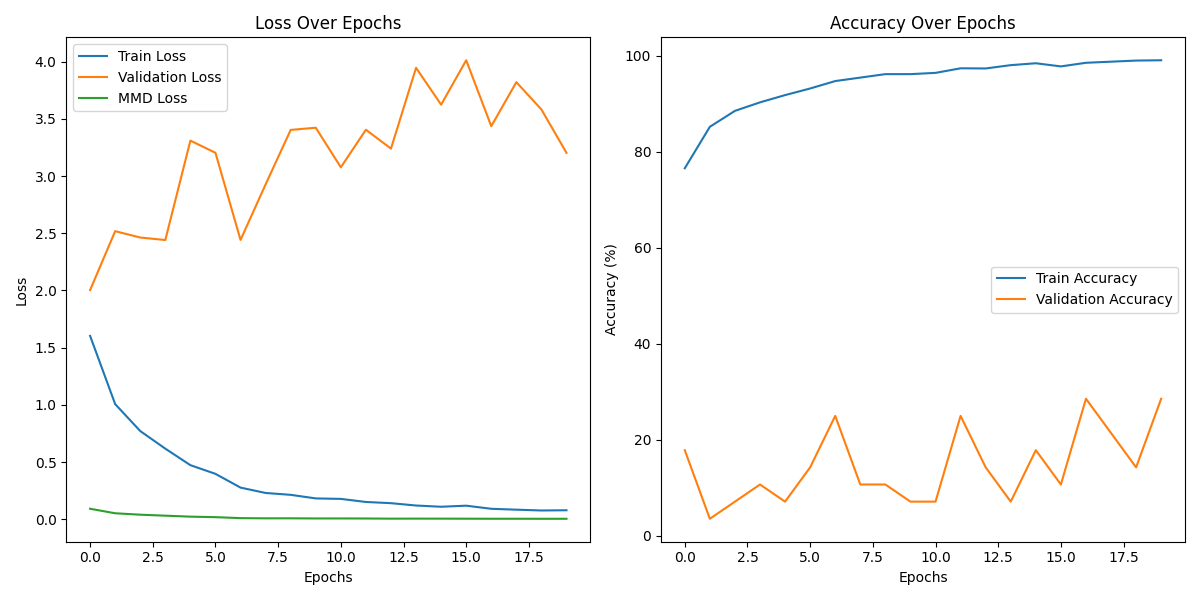 Loss Over Epochs
Train Loss
Validation Loss
MMD Loss
4.0
3.5
3.0
2.5
2.0
1.5
1.0
0.5
0.0
Loss
0.0 2.5 5.0 7.5 10.0 12.5 15.0 17.5
Epochs
Accuracy Over Epochs
100
80
60
40
20
0
Accuracy (%)
Train Accuracy
Validation Accuracy
0.0 2.5 5.0 7.5 10.0 12.5 15.0 17.5
Epochs